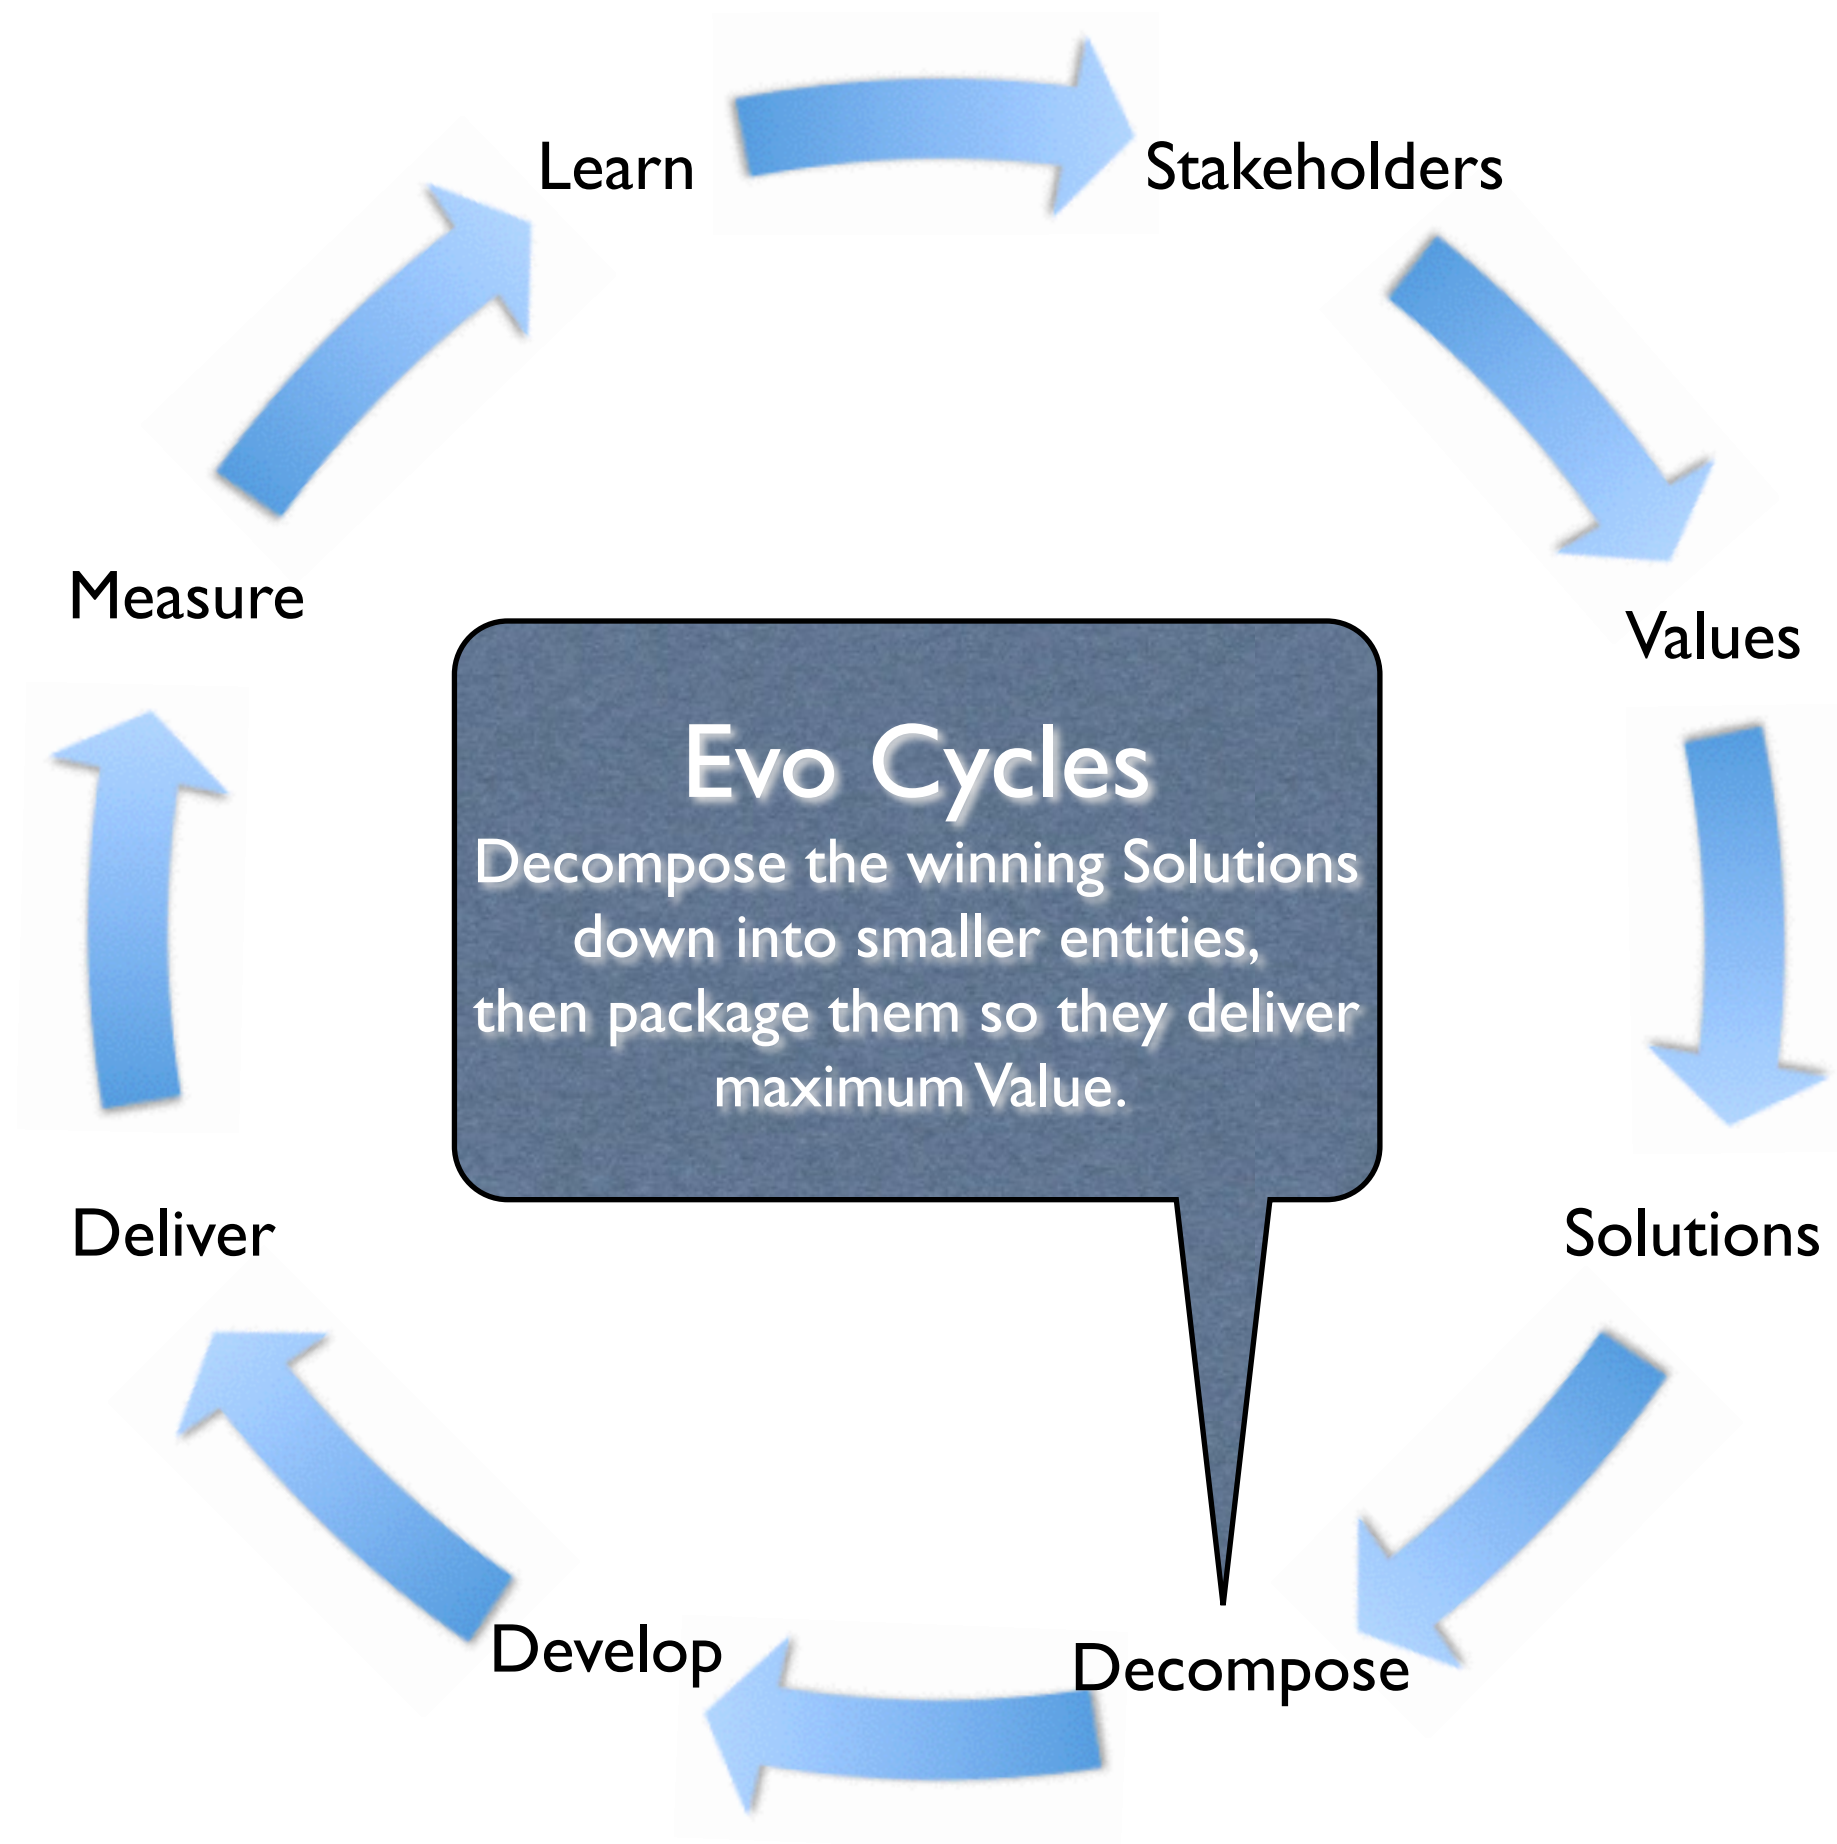 Learn
Stakeholders
Measure
Values
Evo Cycles
Decompose the winning Solutions
down into smaller entities,
then package them so they deliver
maximum Value.
Deliver
Solutions
Develop
Decompose